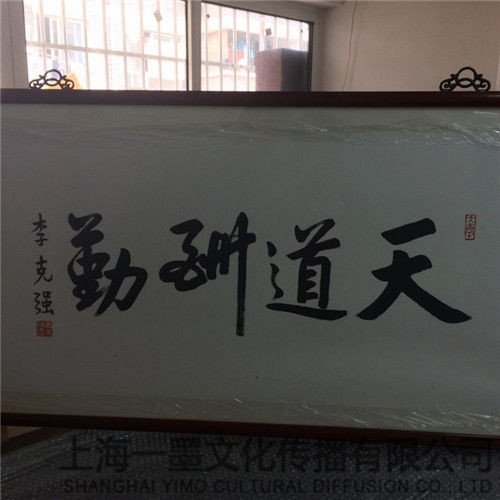 天道酬勤
李克强
上海一墨文化传播有限公司
SHANGHAI YIMO CULTURAL DIFFUSION CO., LTD.